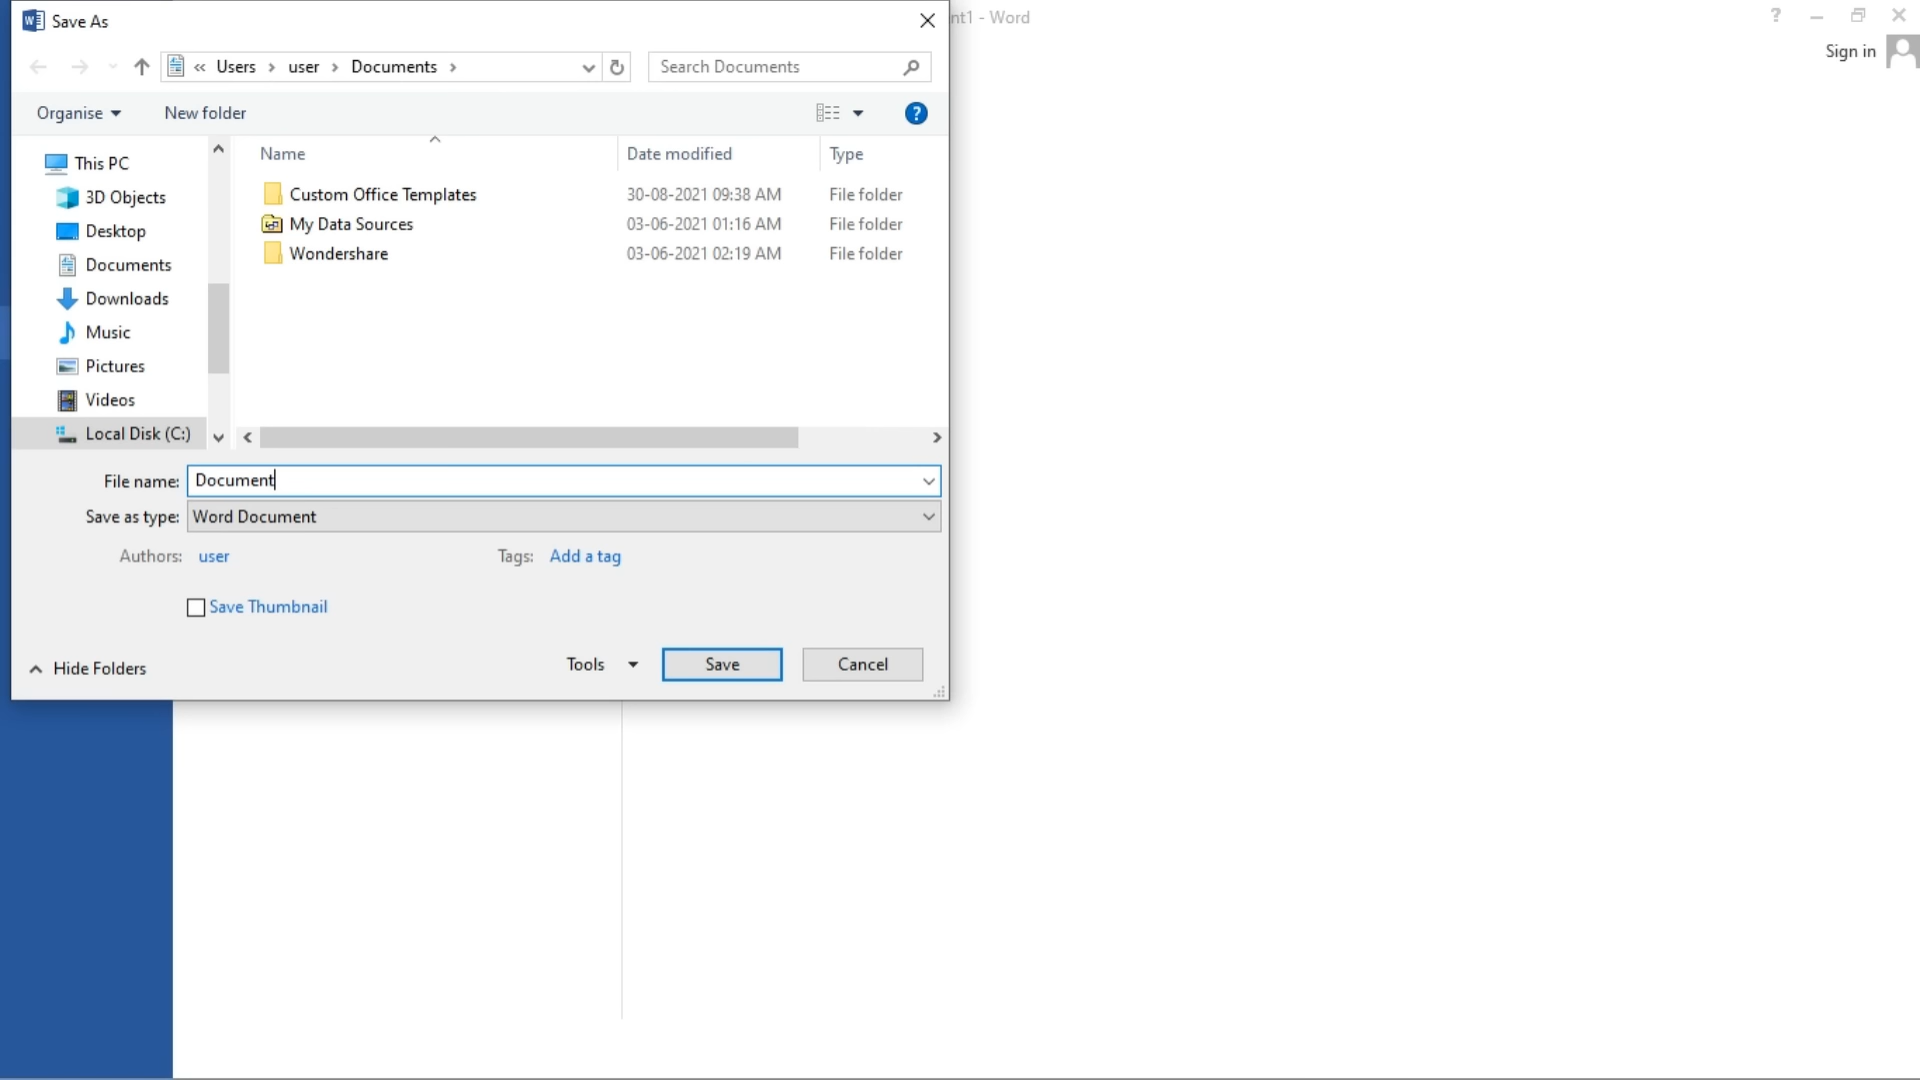 Save As
nt1 - Word
Sign in
« Users › user › Documents ›
Search Documents
Organise
New folder
Name
Date modified
Type
This PC
3D Objects
Desktop
Documents
Downloads
Music
Pictures
Videos
Local Disk (C:)
Custom Office Templates 30-08-2021 09:38 AM File folder
My Data Sources 03-06-2021 01:16 AM File folder
Wondershare 03-06-2021 02:19 AM File folder
File name: Document
Save as type: Word Document
Authors: user
Tags: Add a tag
Save Thumbnail
Hide Folders
Tools
Save
Cancel